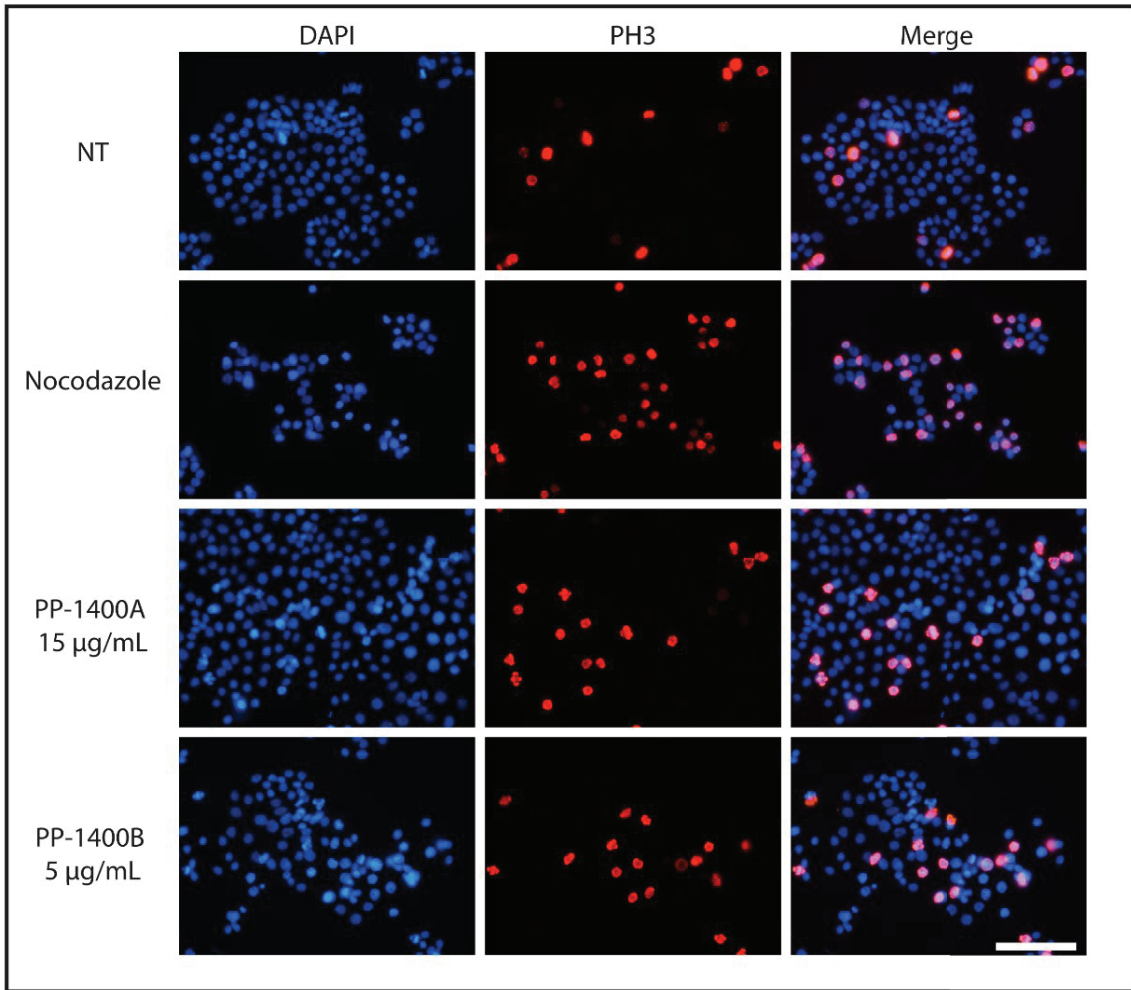 DAPI PH3 Merge
NT
Nocodazole
PP-1400A
15 µg/mL
PP-1400B
5 µg/mL